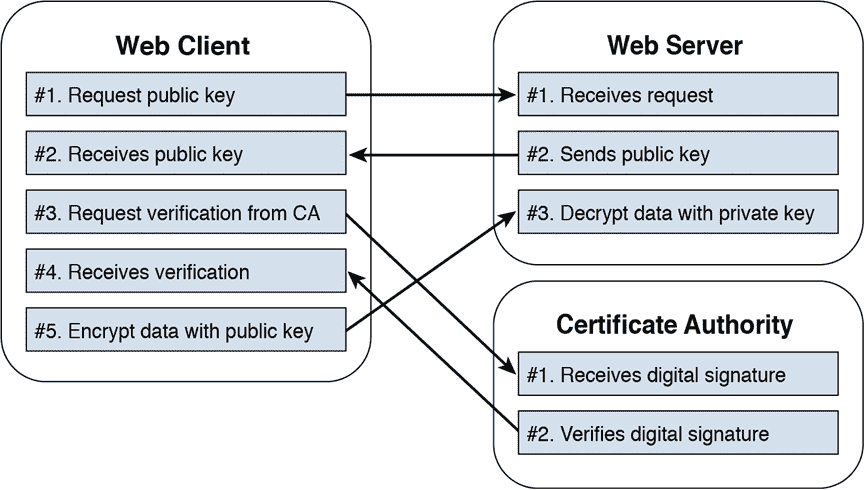 Web Client
#1. Request public key
#2. Receives public key
#3. Request verification from CA
#4. Receives verification
#5. Encrypt data with public key
Web Server
#1. Receives request
#2. Sends public key
#3. Decrypt data with private key
Certificate Authority
#1. Receives digital signature
#2. Verifies digital signature